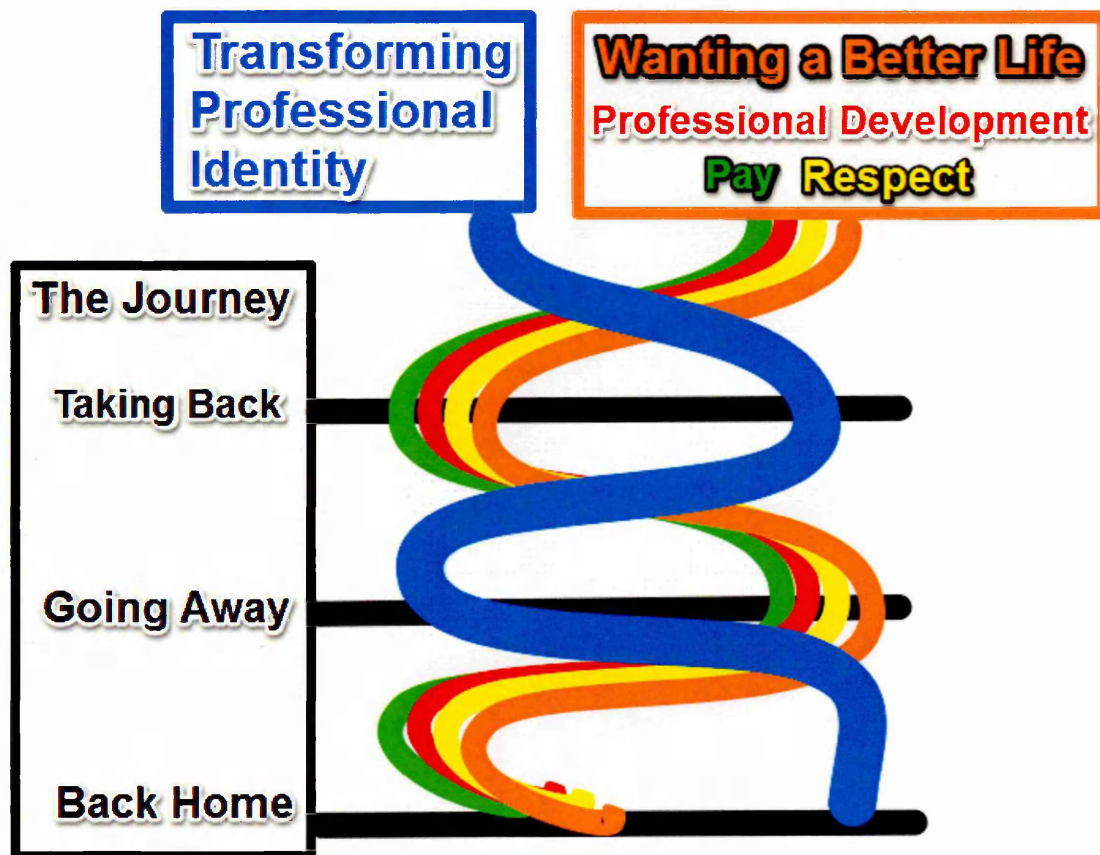 Transforming
Professional
Identity
Wanting a Better Life
Professional Development
Pay Respect
The Journey
Taking Back
Going Away
Back Home